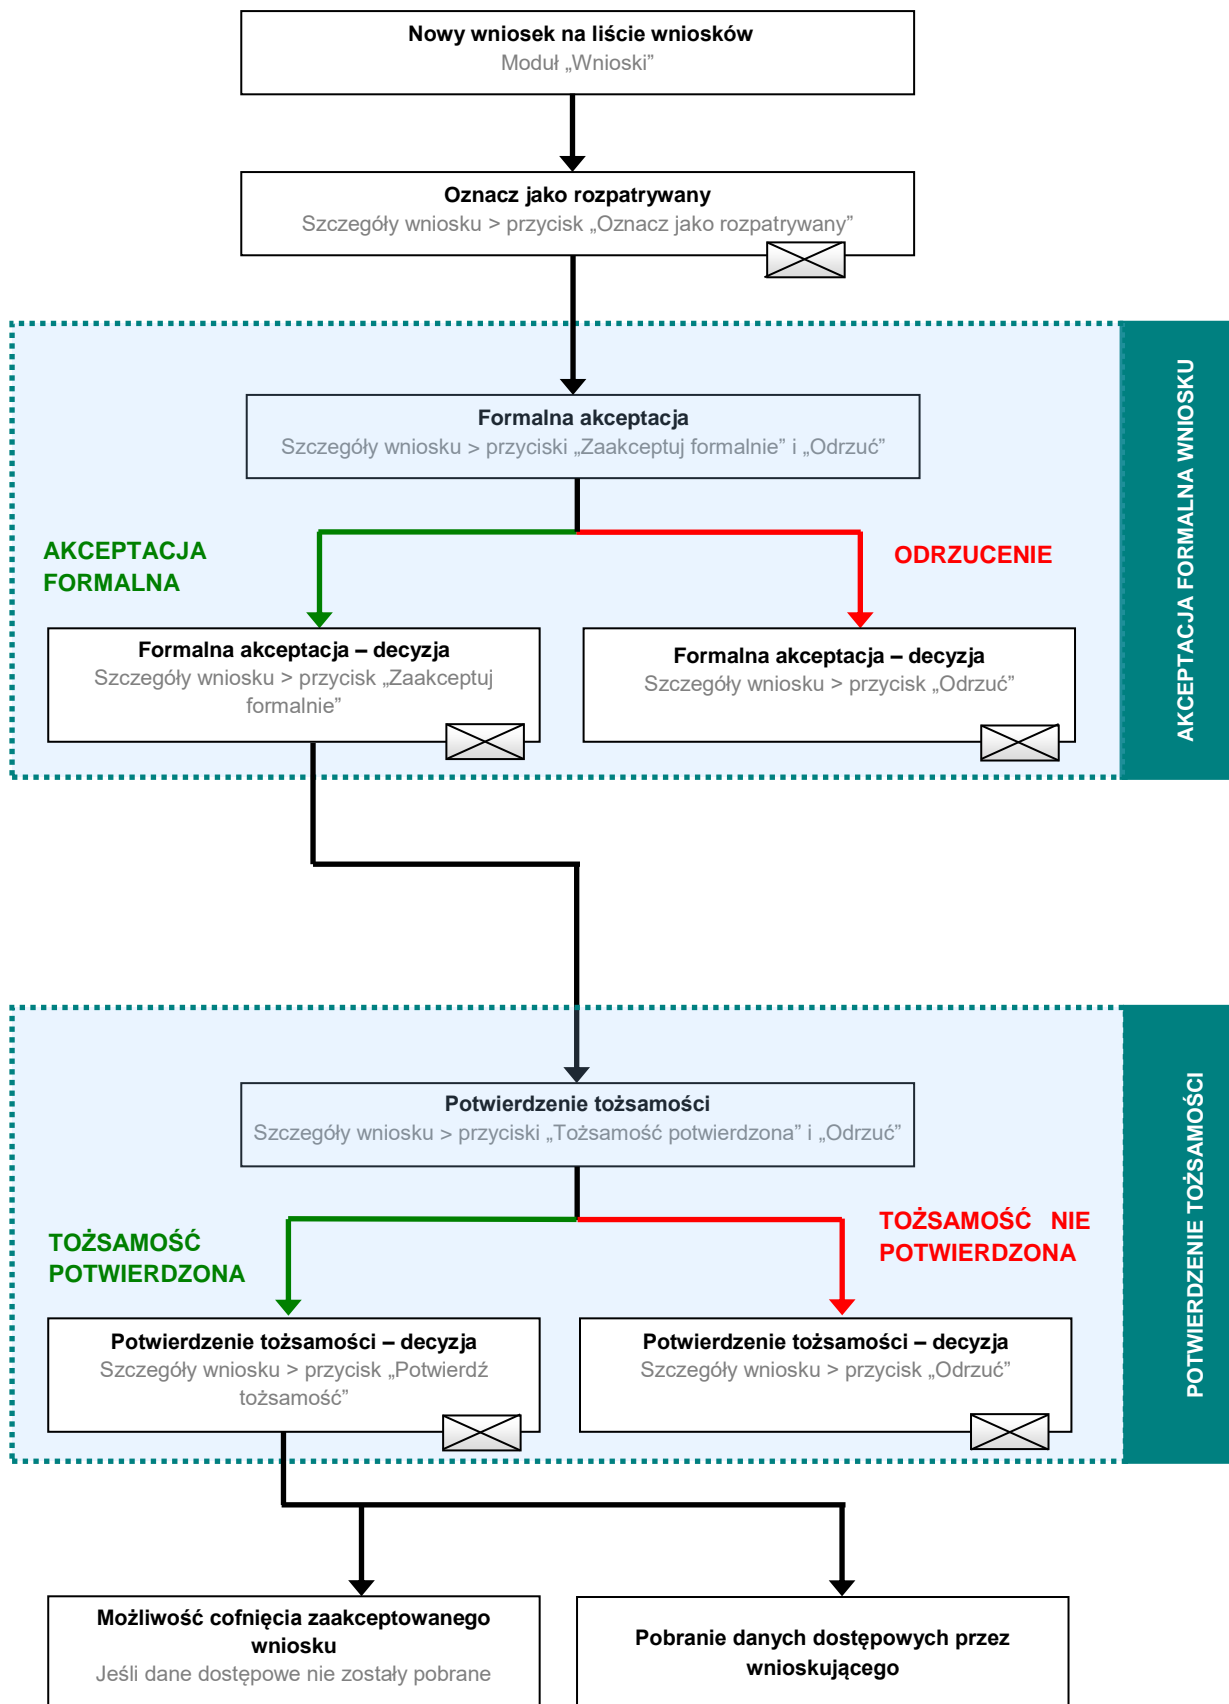 Nowy wniosek na liście wniosków
Moduł „Wnioski”
Oznacz jako rozpatrywany
Szczegóły wniosku > przycisk „Oznacz jako rozpatrywany”
AKCEPTACJA FORMALNA WNIOSKU
Formalna akceptacja
Szczegóły wniosku > przyciski „Zaakceptuj formalnie” i „Odrzuć”
AKCEPTACJA
FORMALNA
ODRZUCENIE
Formalna akceptacja – decyzja
Szczegóły wniosku > przycisk „Zaakceptuj
formalnie”
Formalna akceptacja – decyzja
Szczegóły wniosku > przycisk „Odrzuć”
POTWIERDZENIE TOŻSAMOŚCI
Potwierdzenie tożsamości
Szczegóły wniosku > przyciski „Tożsamość potwierdzona” i „Odrzuć”
TOŻSAMOŚĆ
POTWIERDZONA
TOŻSAMOŚĆ NIE
POTWIERDZONA
Potwierdzenie tożsamości – decyzja
Szczegóły wniosku > przycisk „Potwierdź
tożsamość”
Potwierdzenie tożsamości – decyzja
Szczegóły wniosku > przycisk „Odrzuć”
Możliwość cofnięcia zaakceptowanego
wniosku
Jeśli dane dostępowe nie zostały pobrane
Pobranie danych dostępowych przez
wnioskującego